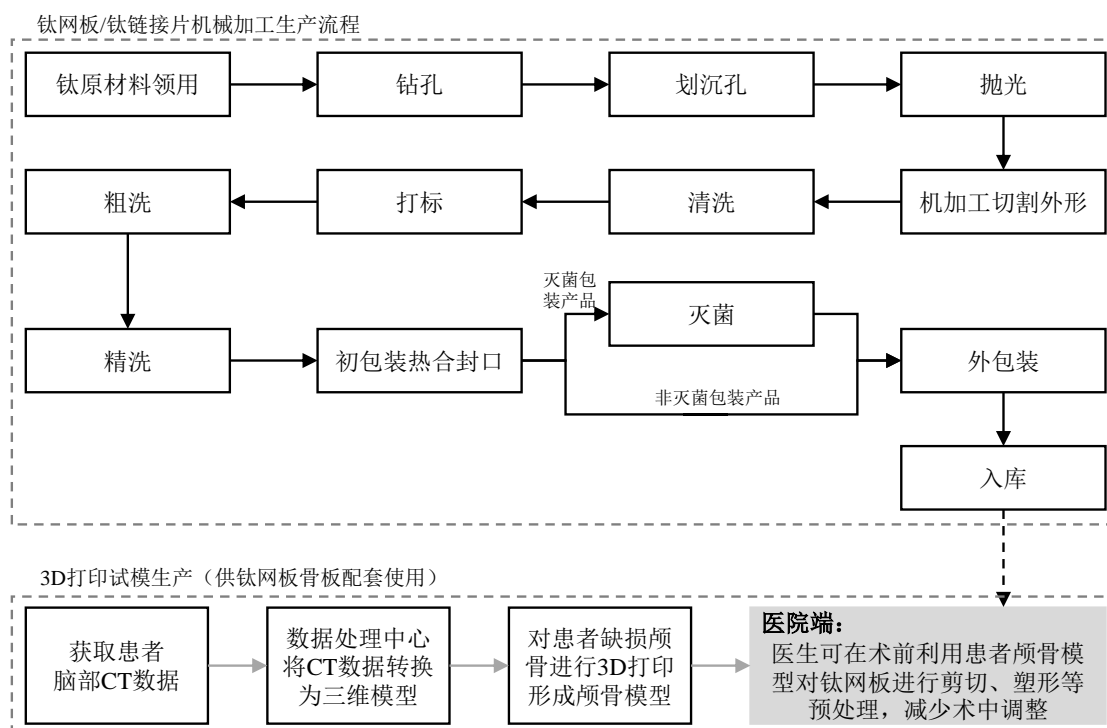 钛网板/钛链接片机械加工生产流程
钛原材料领用
钻孔
划沉孔
抛光
粗洗
打标
清洗
机加工切割外形
灭菌包
装产品
灭菌
精洗
初包装热合封口
外包装
非灭菌包装产品
入库
3D打印试模生产（供钛网板骨板配套使用）
获取患者
脑部CT数据
数据处理中心
将CT数据转换
为三维模型
对患者缺损颅
骨进行3D打印
形成颅骨模型
医院端：
医生可在术前利用患者颅骨模
型对钛网板进行剪切、塑形等
预处理，减少术中调整